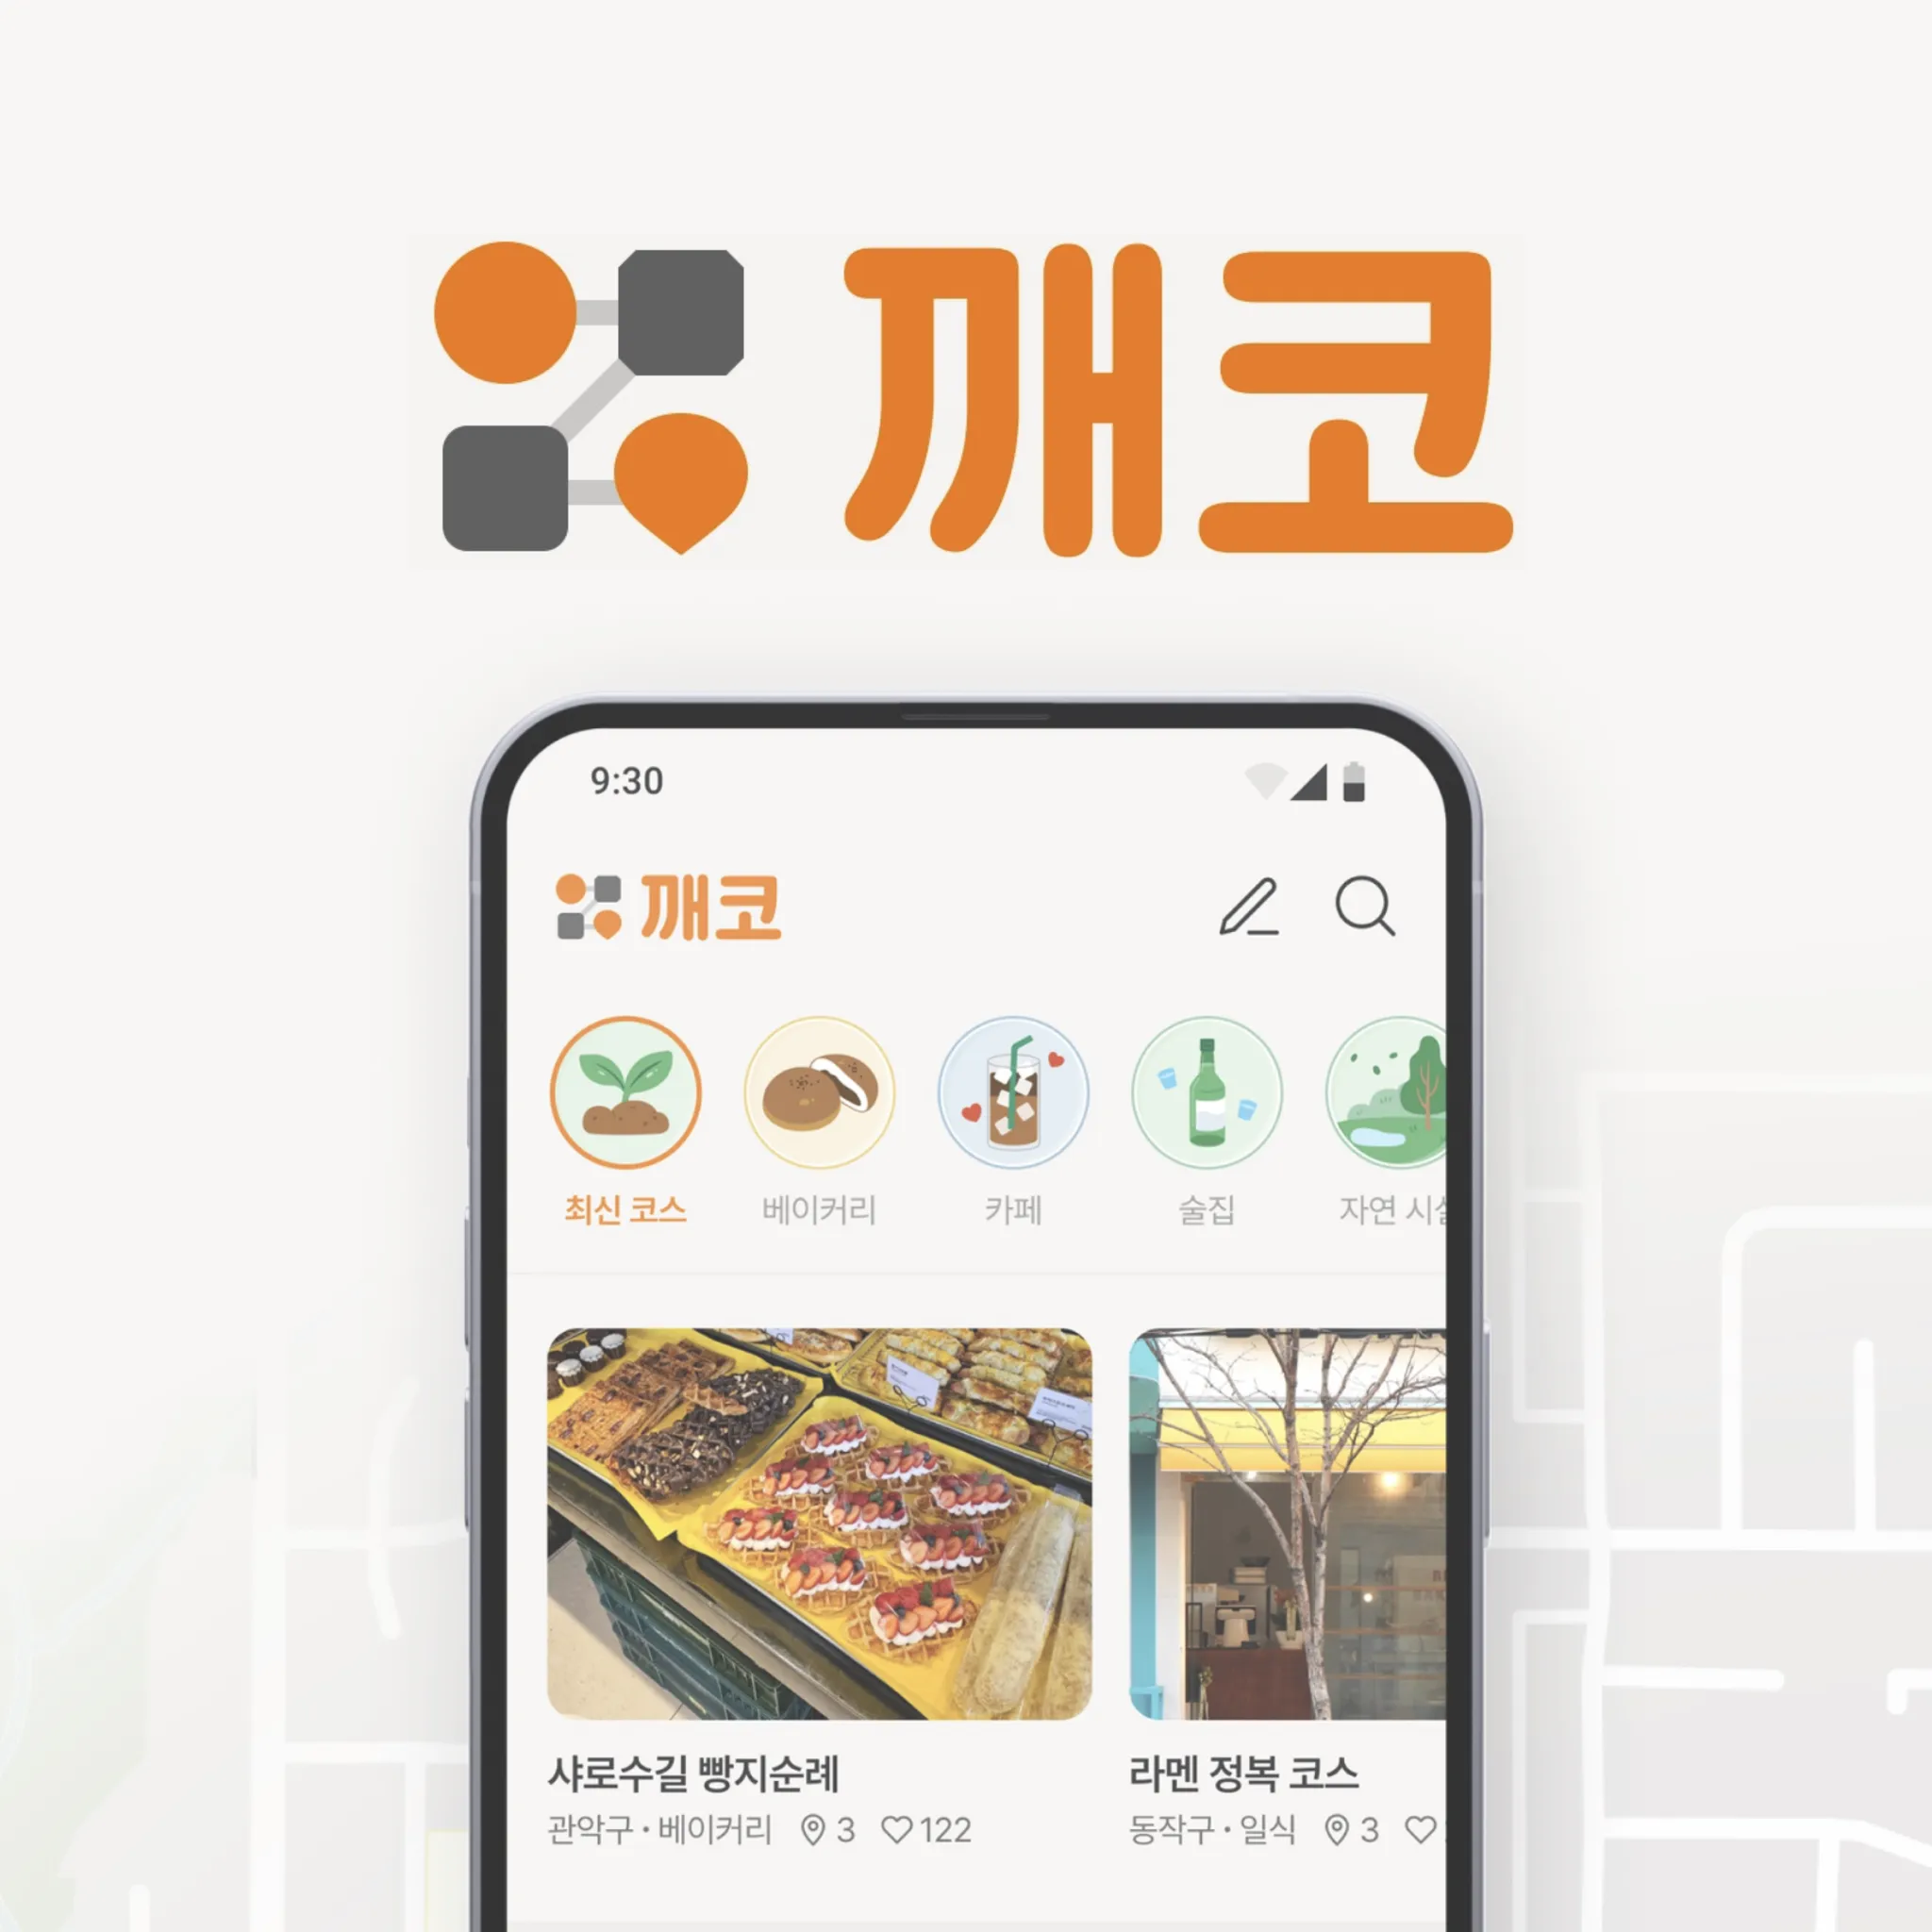 깨코
9:30
깨코
최신 코스
베이커리
카페
술집
자연 시
샤로수길 빵지순례
관악구 • 베이커리 3 122
라멘 정복 코스
동작구 • 일식 3